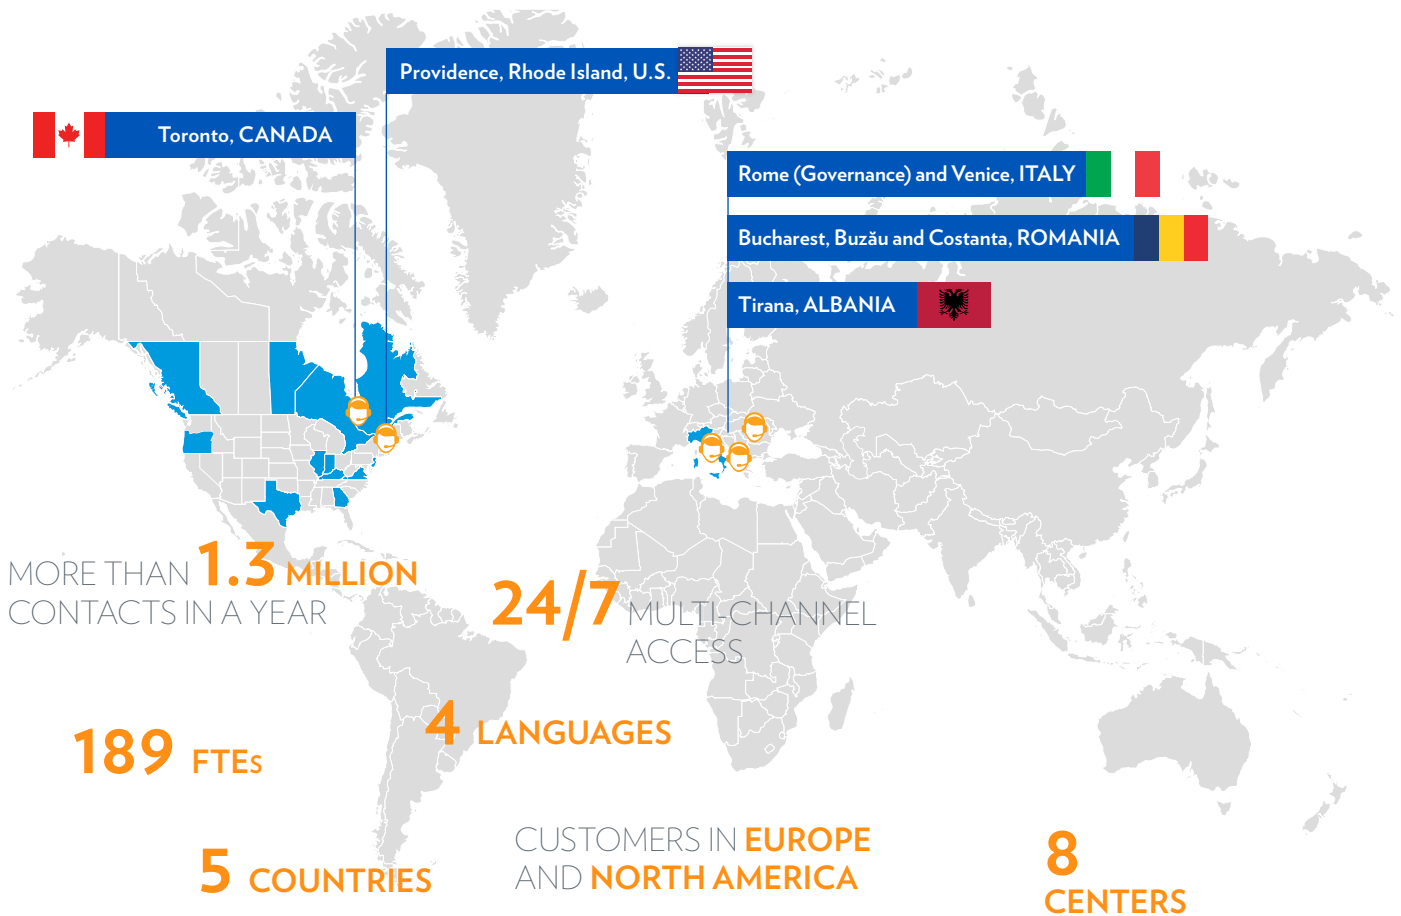 Providence, Rhode Island, U.S.
Toronto, CANADA
Rome (Governance) and Venice, ITALY
Bucharest, Buzău and Costanta, ROMANIA
Tirana, ALBANIA
MORE THAN 1.3 MILLION
CONTACTS IN A YEAR
24/7 MULTI-CHANNEL
ACCESS
4 LANGUAGES
189 FTEs
CUSTOMERS IN EUROPE
AND NORTH AMERICA
5 COUNTRIES
8
CENTERS